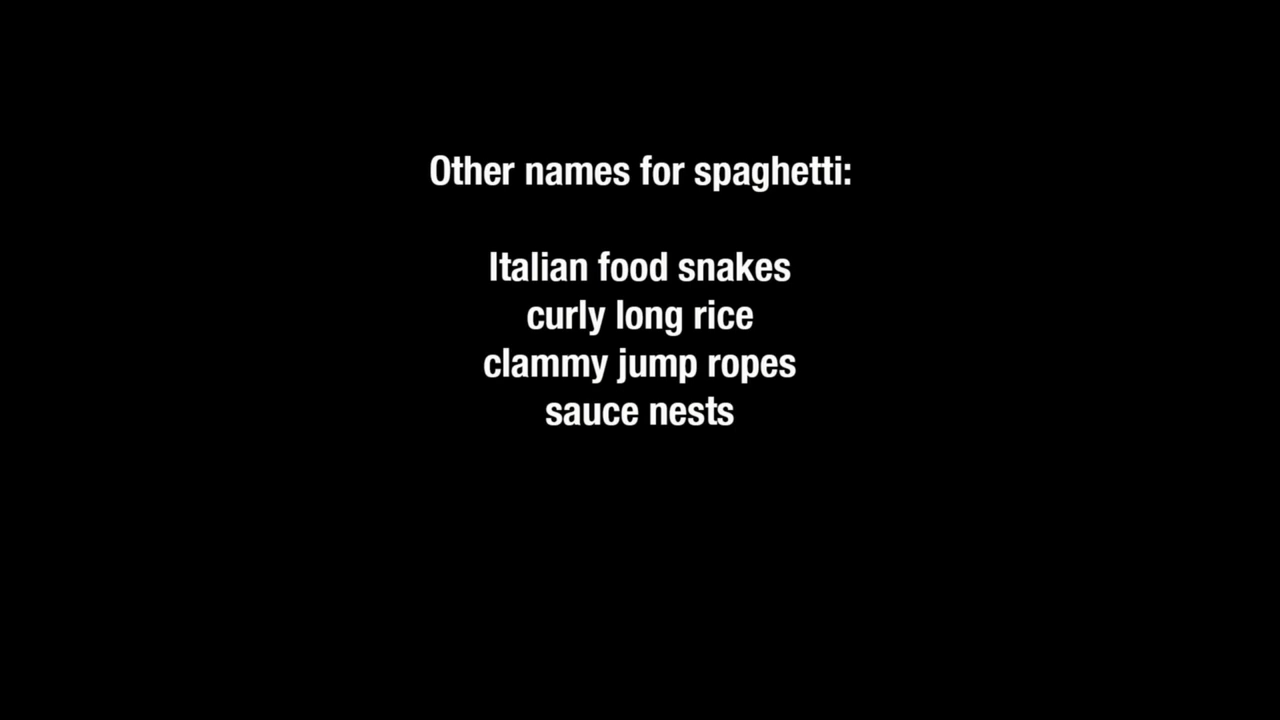 Other names for spaghetti:
Italian food snakes
curly long rice
clammy jump ropes
sauce nests